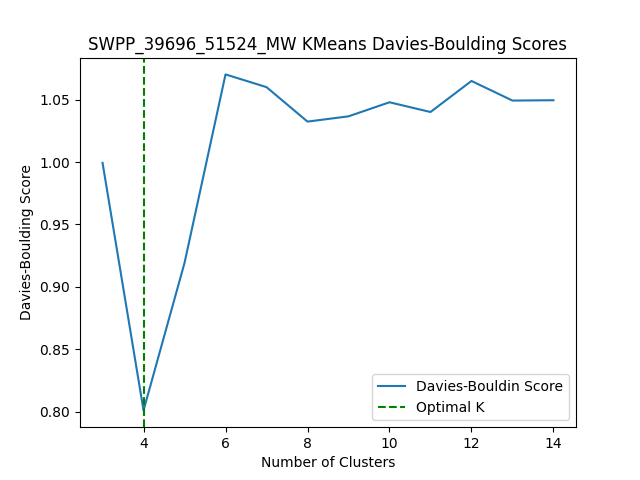 SWPP_39696_51524_MW KMeans Davies-Boulding Scores
1.05
1.00
0.95
0.90
0.85
0.80
Davies-Boulding Score
4
6
8
10
12
14
Number of Clusters
Davies-Bouldin Score
Optimal K